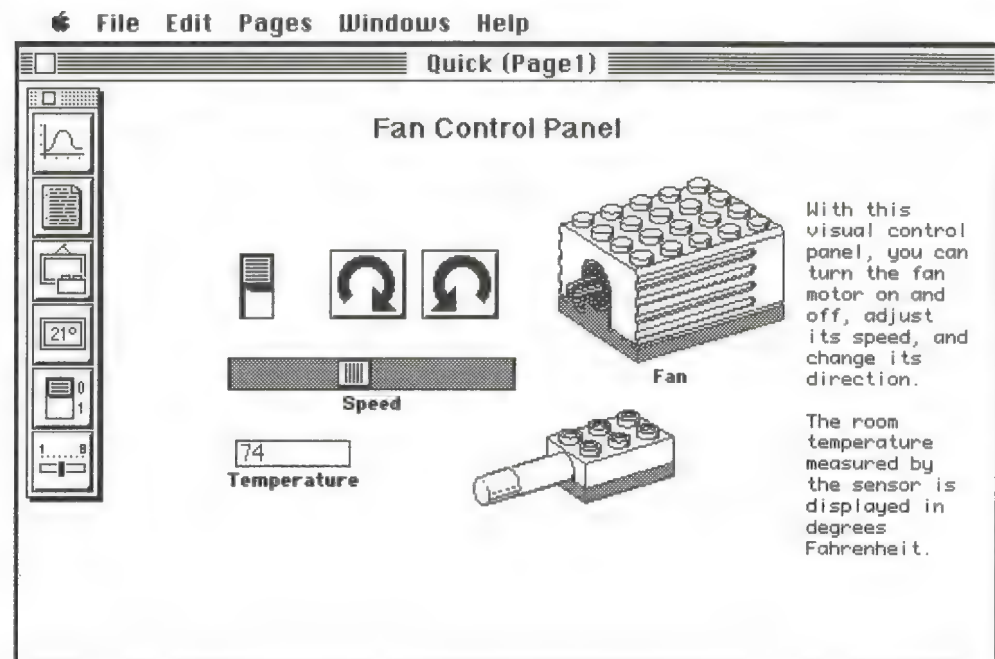 File Edit Pages Windows Help
Quick (Page1)
Fan Control Panel
21°
0
1
1......8
Speed
74
Temperature
Fan
With this
visual control
panel, you can
turn the fan
motor on and
off, adjust
its speed, and
change its
direction.
The room
temperature
measured by
the sensor is
displayed in
degrees
Fahrenheit.